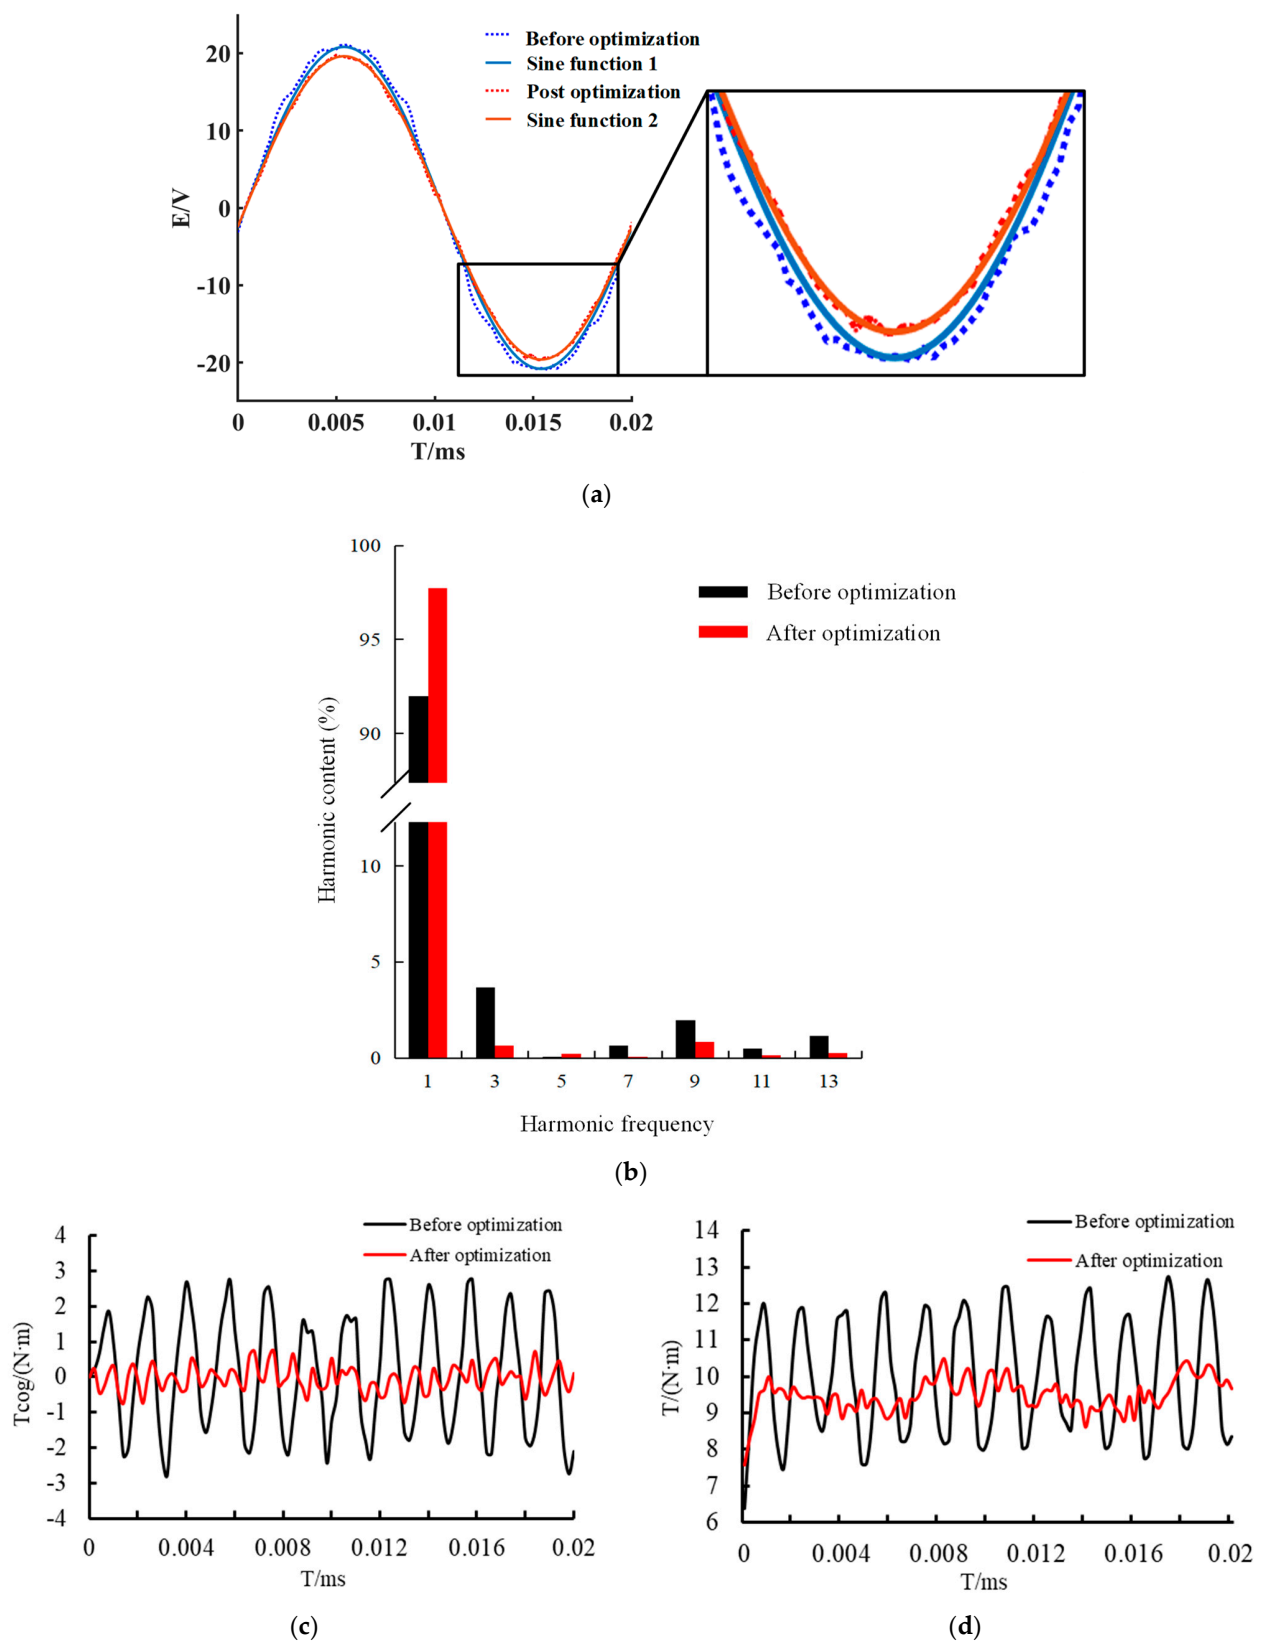 Before optimization
Sine function 1
Post optimization
Sine function 2
E/V
20
10
0
-10
-20
0 0.005 0.01 0.015 0.02
T/ms
(a)
100
95
90
10
5
0
Harmonic content (%)
Before optimization
After optimization
1 3 5 7 9 11 13
Harmonic frequency
(b)
Before optimization
After optimization
4
3
2
1
0
-1
-2
-3
-4
Tcog/(N·m)
0 0.004 0.008 0.012 0.016 0.02
T/ms
(c)
Before optimization
After optimization
14
13
12
11
10
9
8
7
6
T/(N·m)
0 0.004 0.008 0.012 0.016 0.02
T/ms
(d)